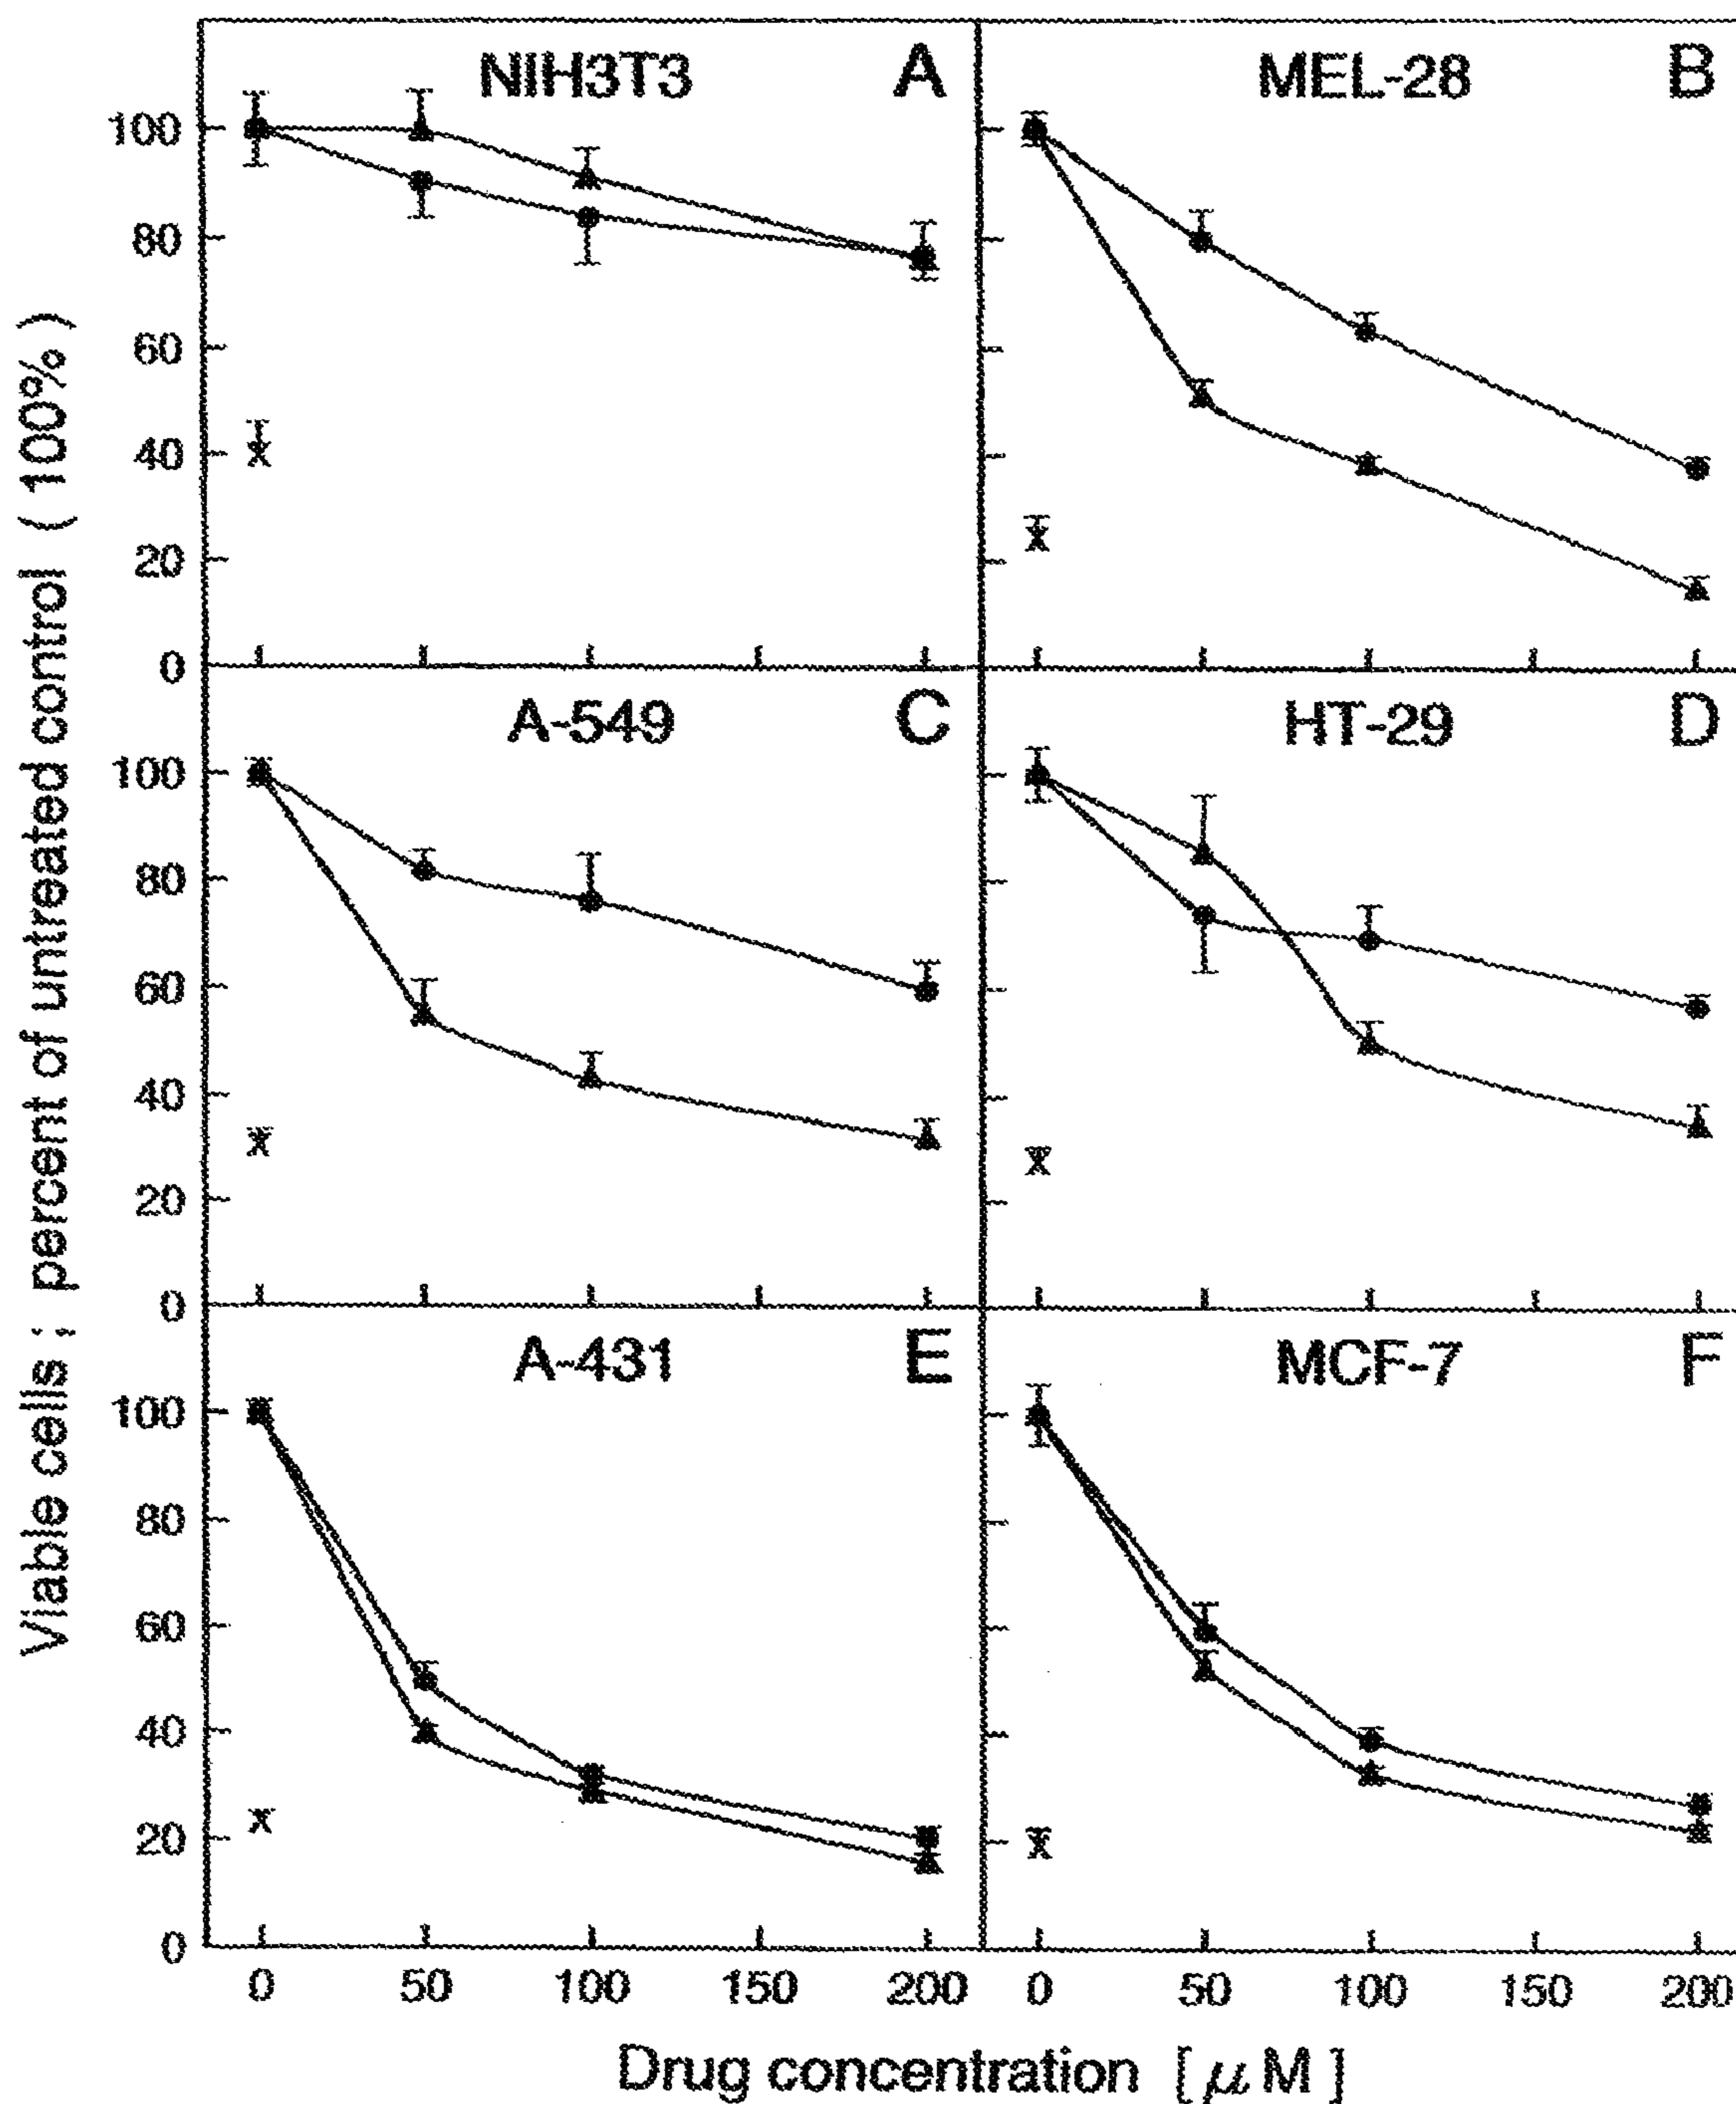 Viable cells ; percent of untreated control ( 100% )
NIH3T3 A
100
80
60
40
20
0
MEL-28 B
A-549 C
100
80
60
40
20
0
HT-29 D
A-431 E
100
80
60
40
20
0
MCF-7 F
0 50 100 150 200
0 50 100 150 200
Drug concentration [ μ M ]